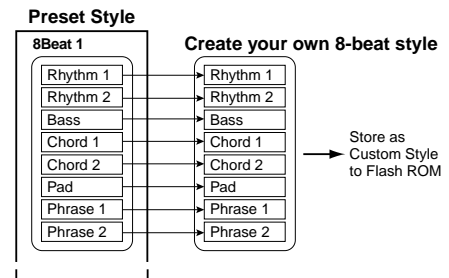 Preset Style
8Beat 1
Rhythm 1
Rhythm 2
Bass
Chord 1
Chord 2
Pad
Phrase 1
Phrase 2
Create your own 8-beat style
Rhythm 1
Rhythm 2
Bass
Chord 1
Chord 2
Pad
Phrase 1
Phrase 2
Store as
Custom Style
to Flash ROM